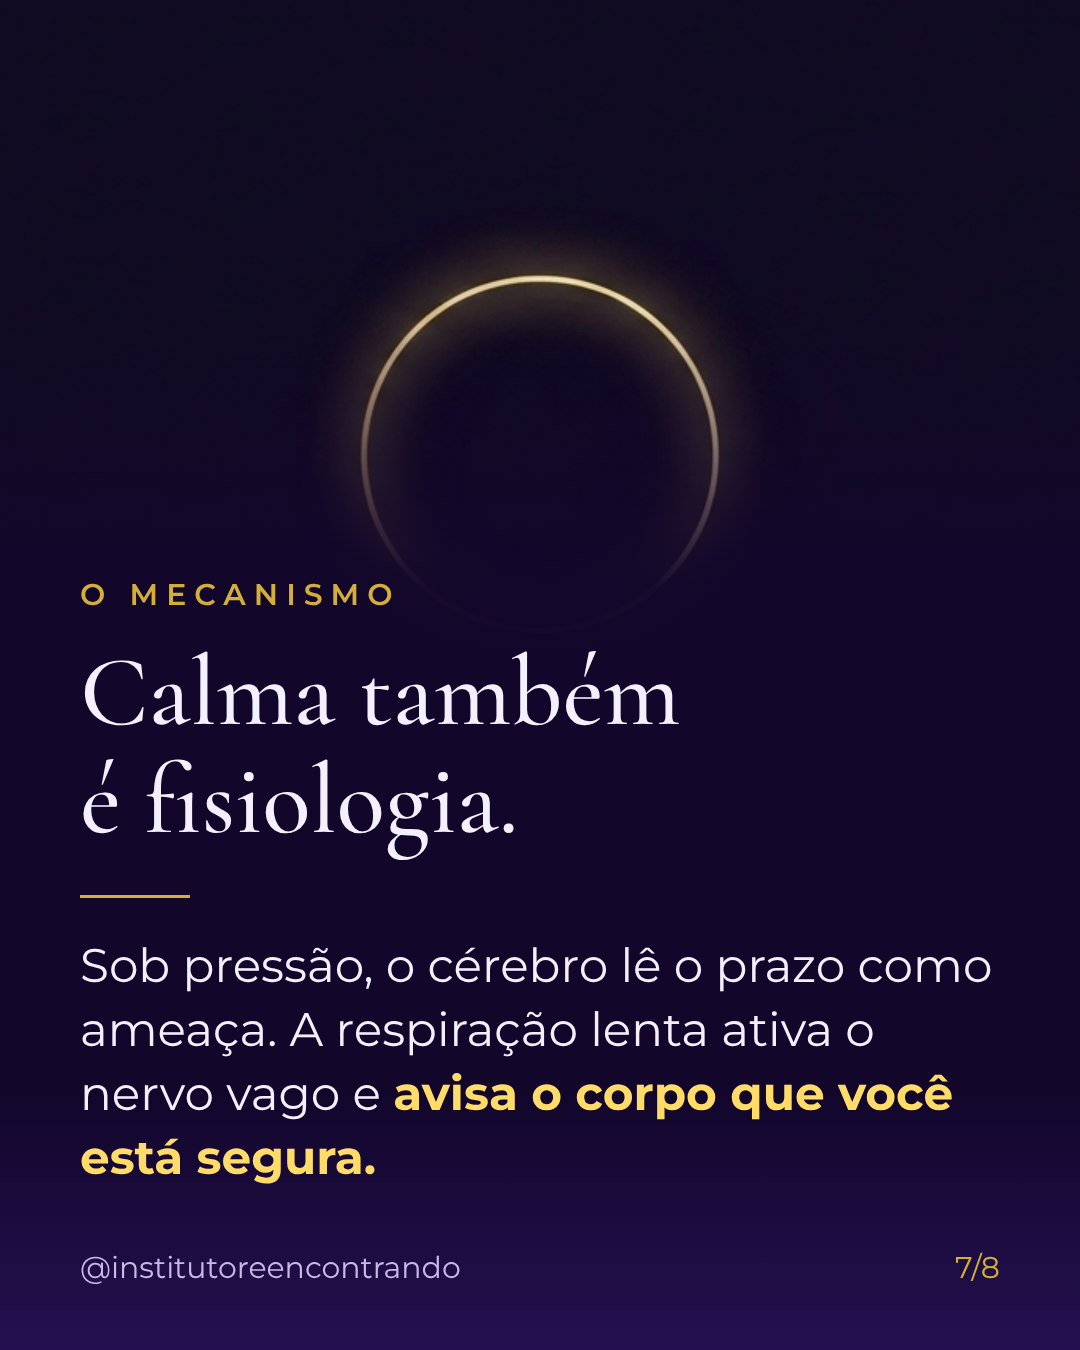 O MECANISMO
Calma também
é fisiologia.
Sob pressão, o cérebro lê o prazo como
ameaça. A respiração lenta ativa o
nervo vago e avisa o corpo que você
está segura.
@institutoreencontrando
7/8